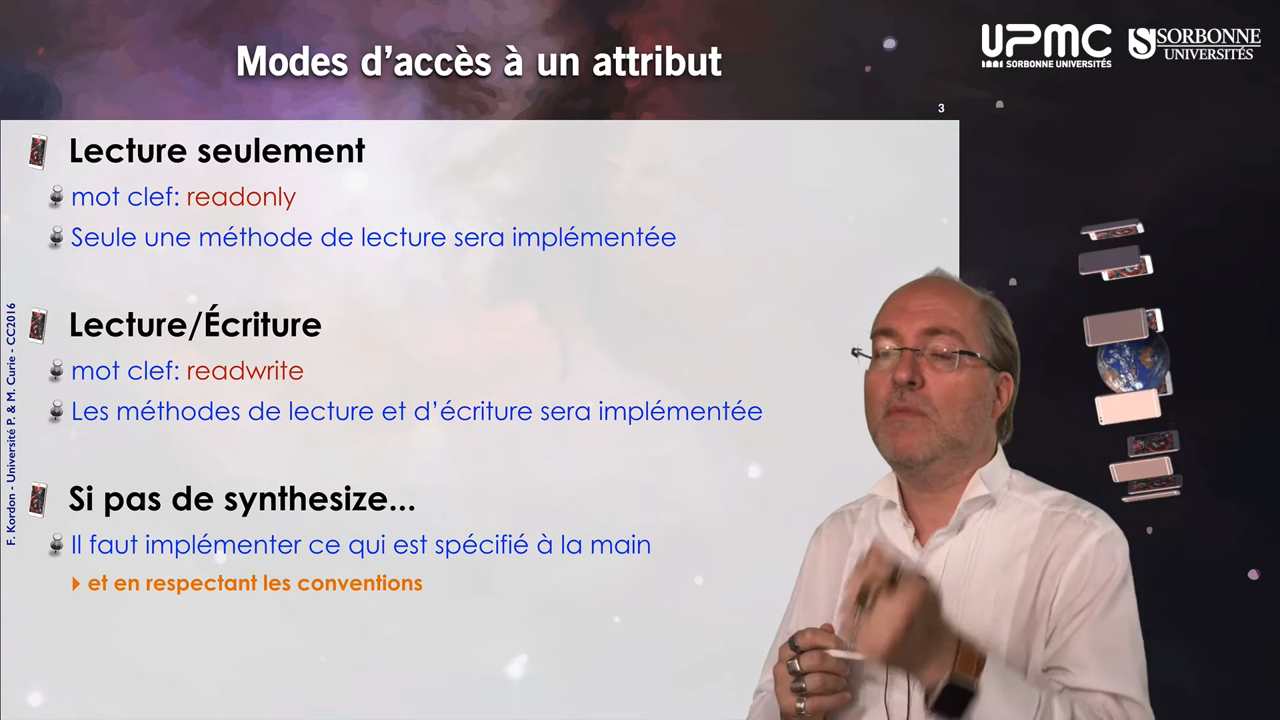 Modes d'accès à un attribut
UPMC
SORBONNE UNIVERSITÉS
SORBONNE
UNIVERSITÉS
3
Lecture seulement
mot clef: readonly
Seule une méthode de lecture sera implémentée
Lecture/Écriture
mot clef: readwrite
Les méthodes de lecture et d'écriture sera implémentée
Si pas de synthesize...
Il faut implémenter ce qui est spécifié à la main
et en respectant les conventions
F. Kordon - Université P. & M. Curie - CC2016